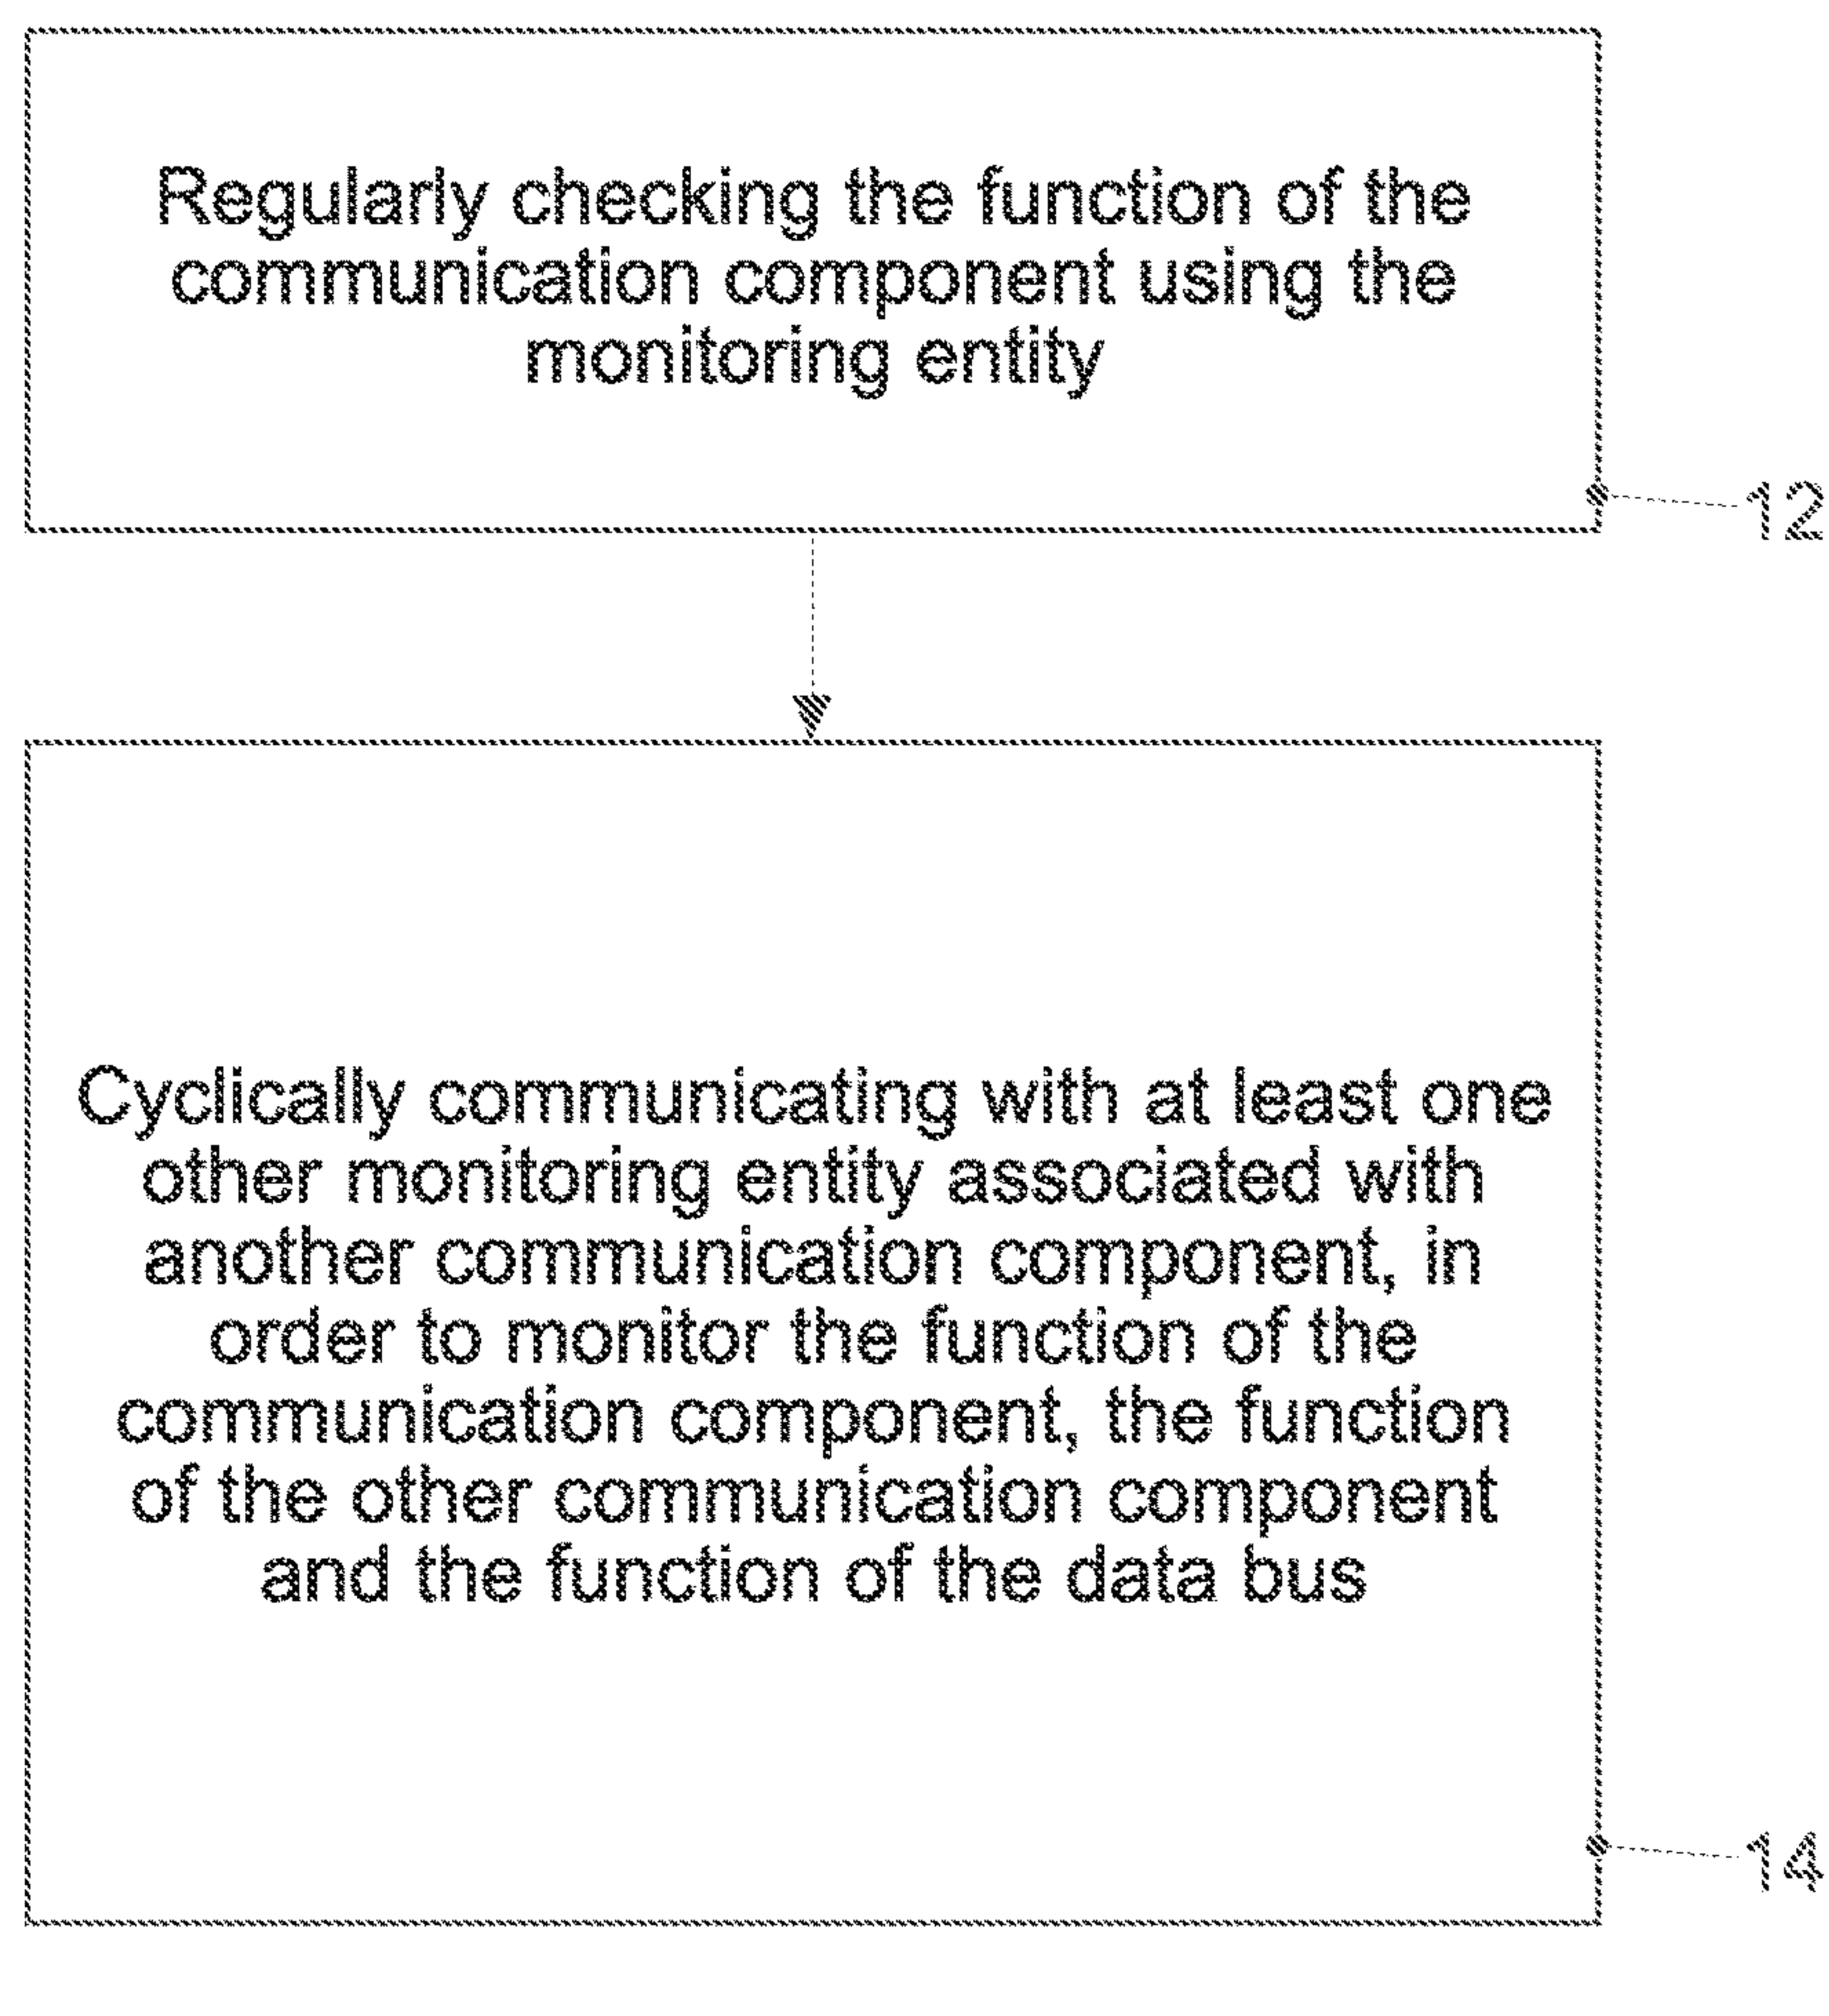 Regularly checking the function of the
communication component using the
monitoring entity
12
Cyclically communicating with at least one
other monitoring entity associated with
another communication component, in
order to monitor the function of the
communication component, the function
of the other communication component
and the function of the data bus
14